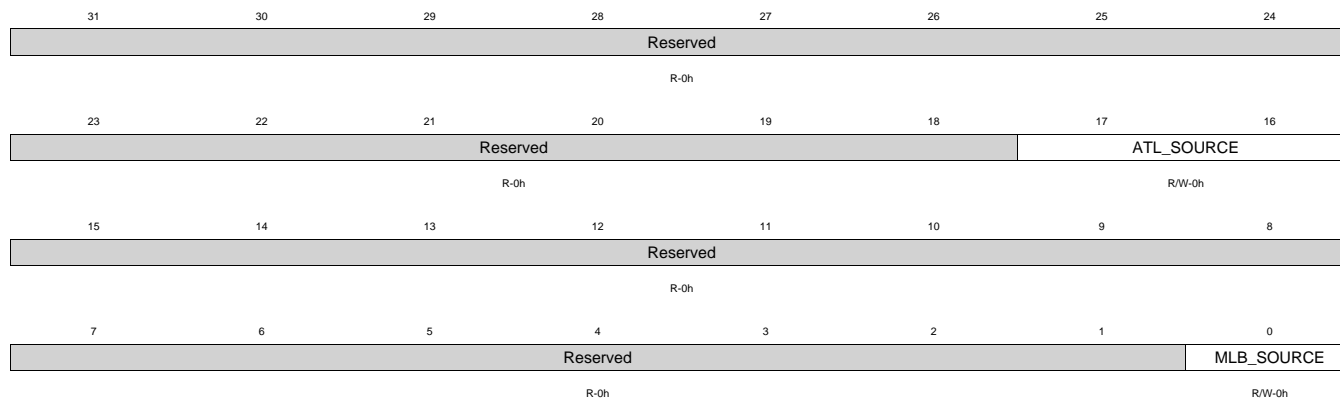 31 30 29 28 27 26 25 24
Reserved
R-0h
23 22 21 20 19 18 17 16
Reserved ATL_SOURCE
R-0h R/W-0h
15 14 13 12 11 10 9 8
Reserved
R-0h
7 6 5 4 3 2 1 0
Reserved MLB_SOURCE
R-0h R/W-0h